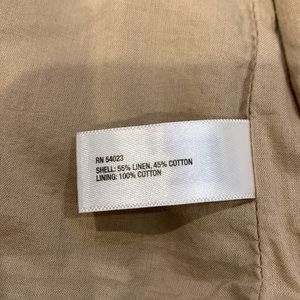 RN 54023
SHELL: 55% LINEN, 45% COTTON
LINING: 100% COTTON